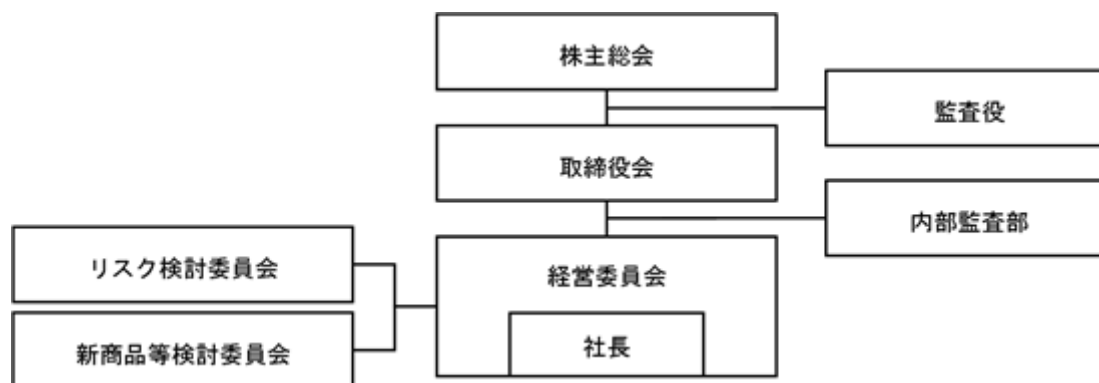 株主総会
監査役
取締役会
内部監査部
リスク検討委員会
経営委員会
新商品等検討委員会
社長